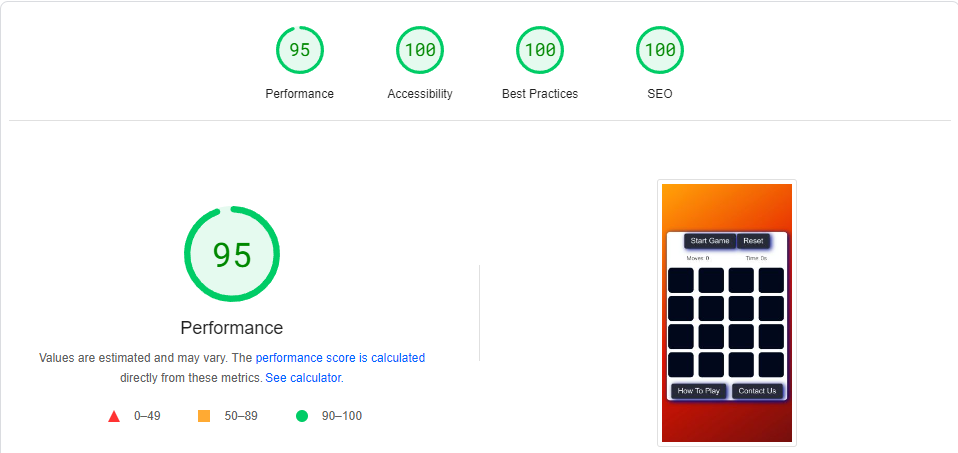 95 100 100 100
Performance Accessibility Best Practices SEO
95
Performance
Values are estimated and may vary. The performance score is calculated
directly from these metrics. See calculator.
0–49 50–89 90–100
Start Game Reset
Moves: 0 Time: 0s
How To Play Contact Us